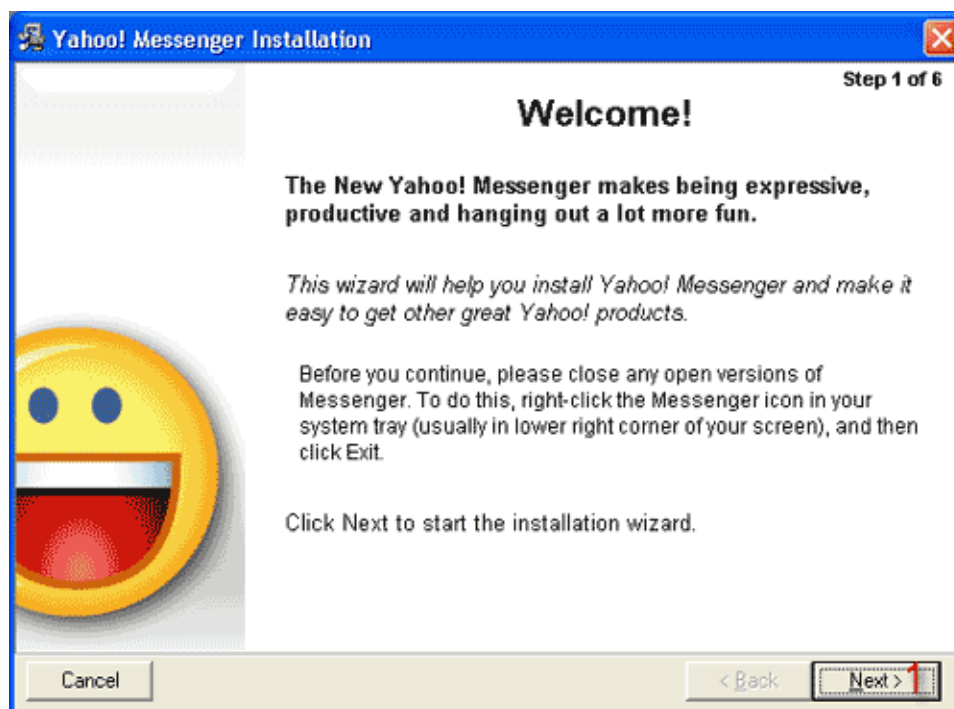 Yahoo! Messenger Installation
Step 1 of 6
Welcome!
The New Yahoo! Messenger makes being expressive,
productive and hanging out a lot more fun.
This wizard will help you install Yahoo! Messenger and make it
easy to get other great Yahoo! products.
Before you continue, please close any open versions of
Messenger. To do this, right-click the Messenger icon in your
system tray (usually in lower right corner of your screen), and then
click Exit.
Click Next to start the installation wizard.
Cancel
< Back
Next > 1